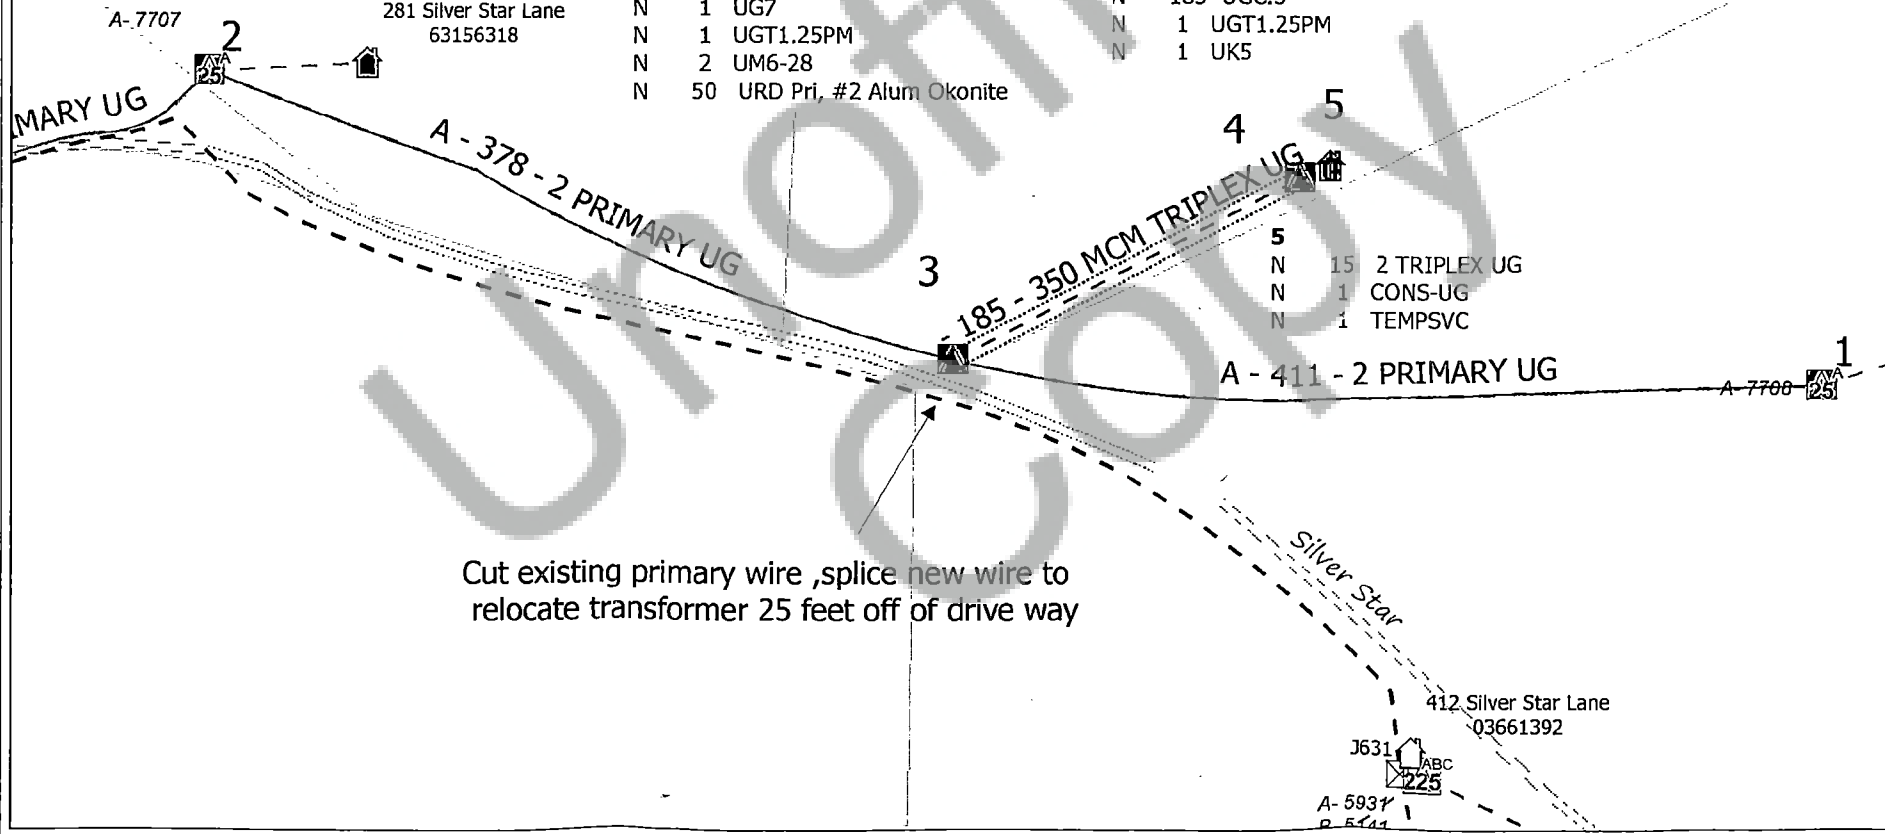 A-7707
281 Silver Star Lane
63156318
N 1 UG7
N 1 UGT1.25PM
N 2 UM6-28
N 50 URD Pri, #2 Alum Okonite
N 1 UGT1.25PM
N 1 UK5
2
25
A
MARY UG
A - 378 - 2 PRIMARY UG
3
4
5
185 - 350 MCM TRIPLEX UG
5
N 15 2 TRIPLEX UG
N 1 CONS-UG
N 1 TEMPSVC
A - 411 - 2 PRIMARY UG
A-7708
1
25
A
Cut existing primary wire ,splice new wire to
relocate transformer 25 feet off of drive way
Silver Star
412 Silver Star Lane
03661392
J631
ABC
225
A- 5931
Unoffi
Copy